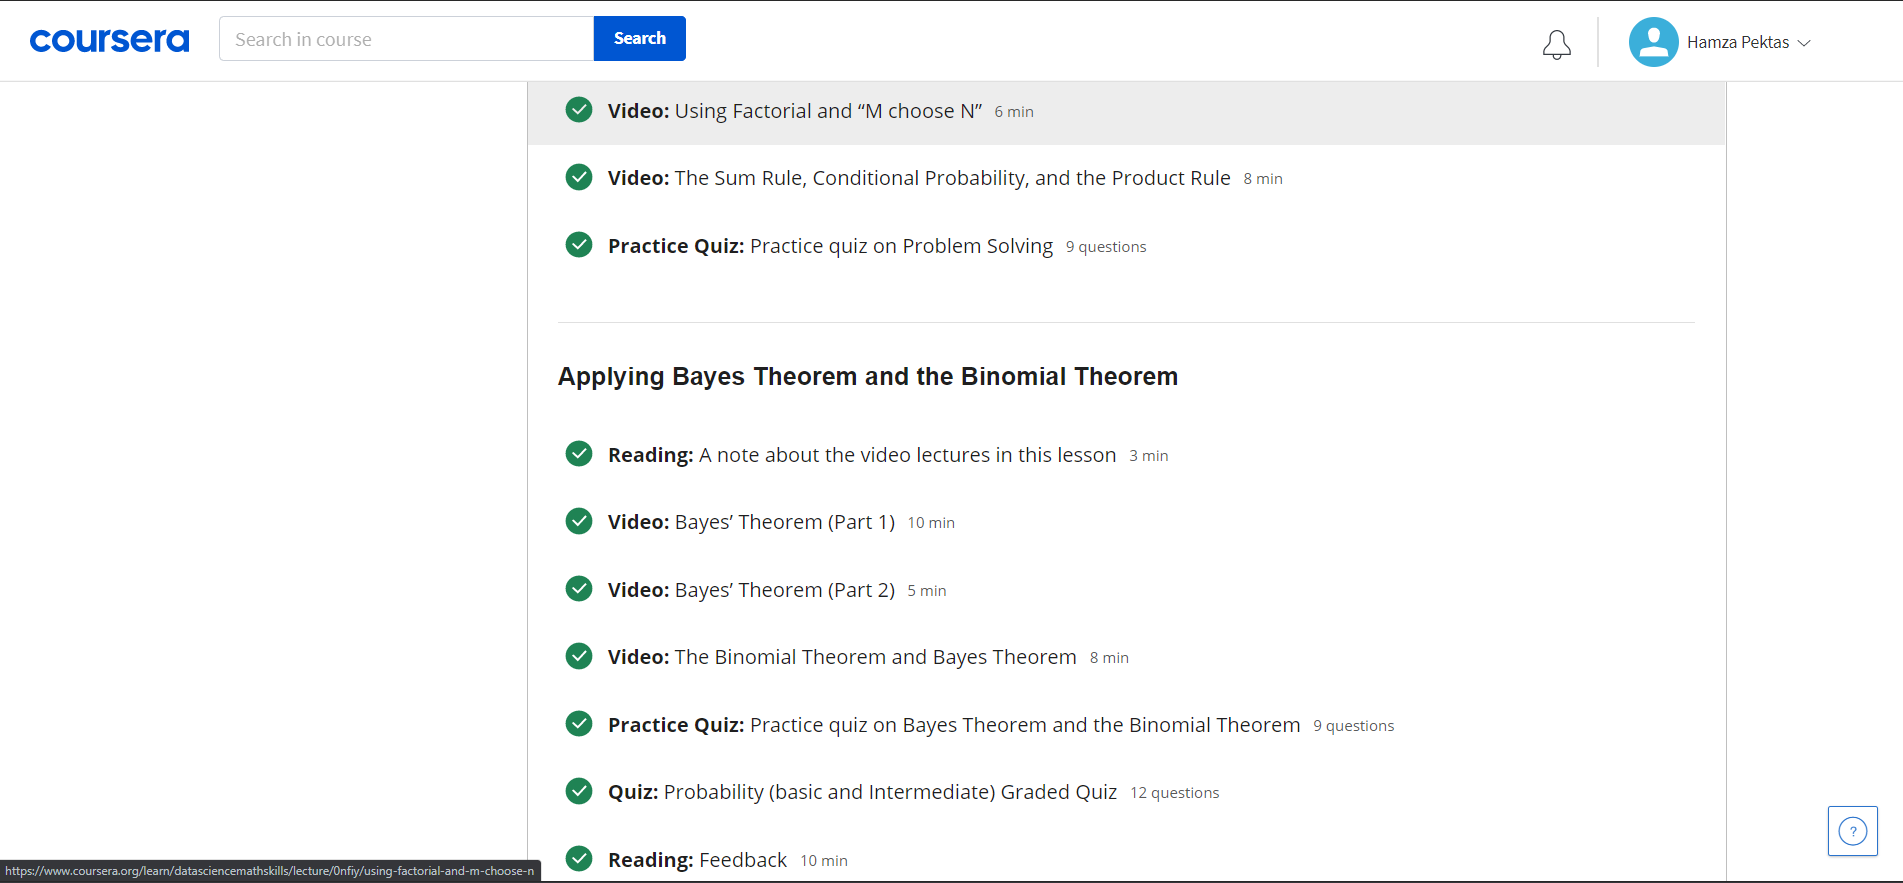 coursera
Search in course
Search
Hamza Pektas
Video: Using Factorial and “M choose N” 6 min
Video: The Sum Rule, Conditional Probability, and the Product Rule 8 min
Practice Quiz: Practice quiz on Problem Solving 9 questions
Applying Bayes Theorem and the Binomial Theorem
Reading: A note about the video lectures in this lesson 3 min
Video: Bayes’ Theorem (Part 1) 10 min
Video: Bayes’ Theorem (Part 2) 5 min
Video: The Binomial Theorem and Bayes Theorem 8 min
Practice Quiz: Practice quiz on Bayes Theorem and the Binomial Theorem 9 questions
Quiz: Probability (basic and Intermediate) Graded Quiz 12 questions
?
Reading: Feedback 10 min
https://www.coursera.org/learn/datasciencemathskills/lecture/0nfiy/using-factorial-and-m-choose-n